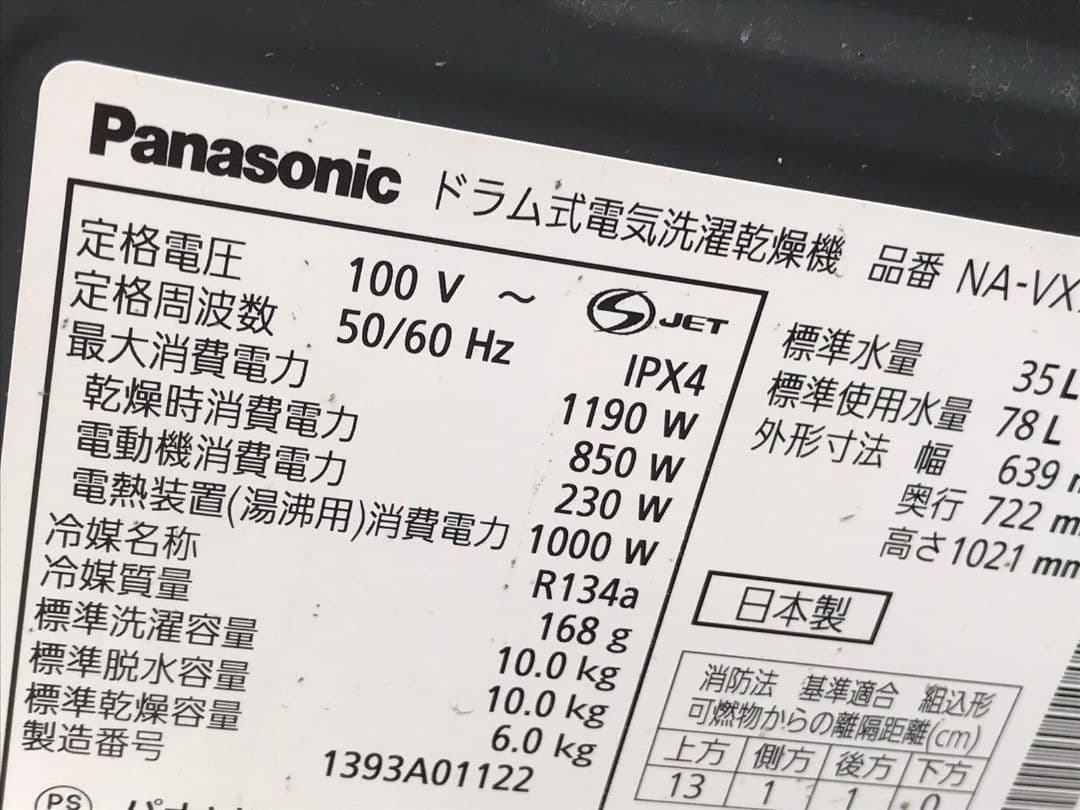 Panasonic ドラム式電気洗濯乾燥機 品番 NA-VX
定格電圧 100 V ～
定格周波数 50/60 Hz
JET
IPX4
最大消費電力 1190 W
乾燥時消費電力 850 W
電動機消費電力 230 W
電熱装置(湯沸用)消費電力 1000 W
冷媒名称 R134a
冷媒質量 168 g
標準洗濯容量 10.0 kg
標準脱水容量 10.0 kg
標準乾燥容量 6.0 kg
製造番号 1393A01122
PS
標準水量 35L
標準使用水量 78L
外形寸法 幅 639
奥行 722 m
高さ 1021 mm
日本製
消防法 基準適合 組込形
可燃物からの離隔距離(cm)
上方 側方 後方 下方
13 1 1 0